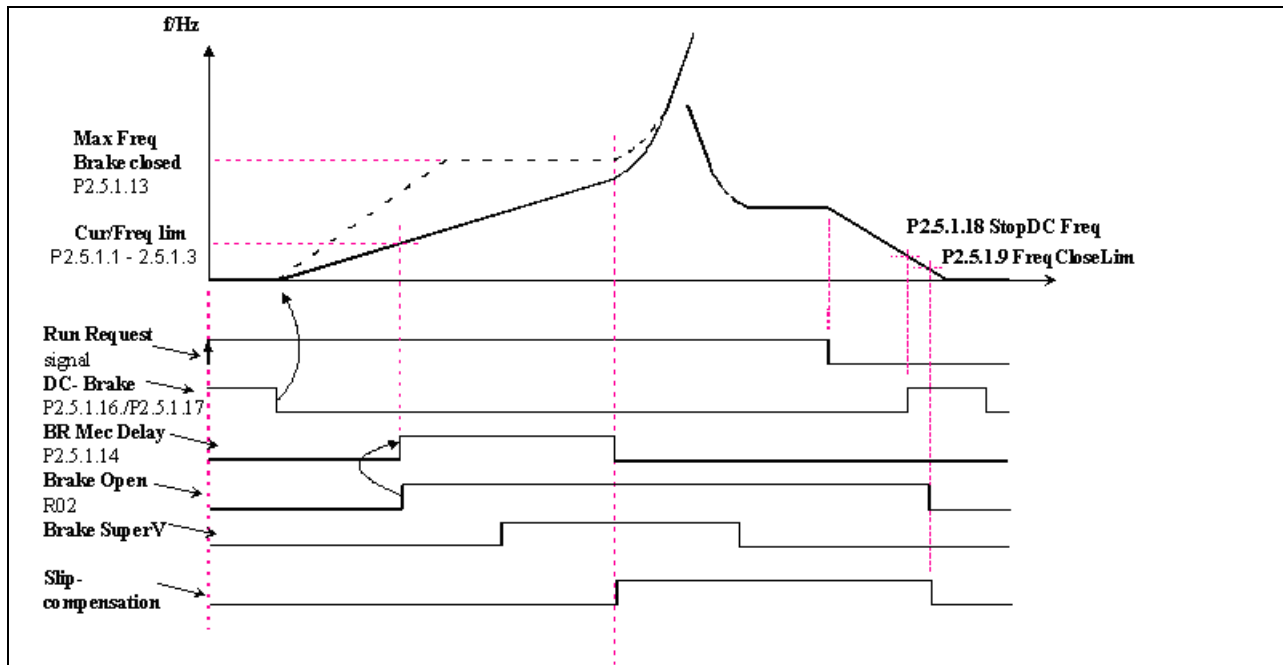 f/Hz
Max Freq
Brake closed
P2.5.1.13
Cur/Freq lim
P2.5.1.1 - 2.5.1.3
P2.5.1.18 StopDC Freq
P2.5.1.9 FreqCloseLim
Run Request
signal
DC- Brake
P2.5.1.16./P2.5.1.17
BR Mec Delay
P2.5.1.14
Brake Open
R02
Brake SuperV
Slip-
compensation